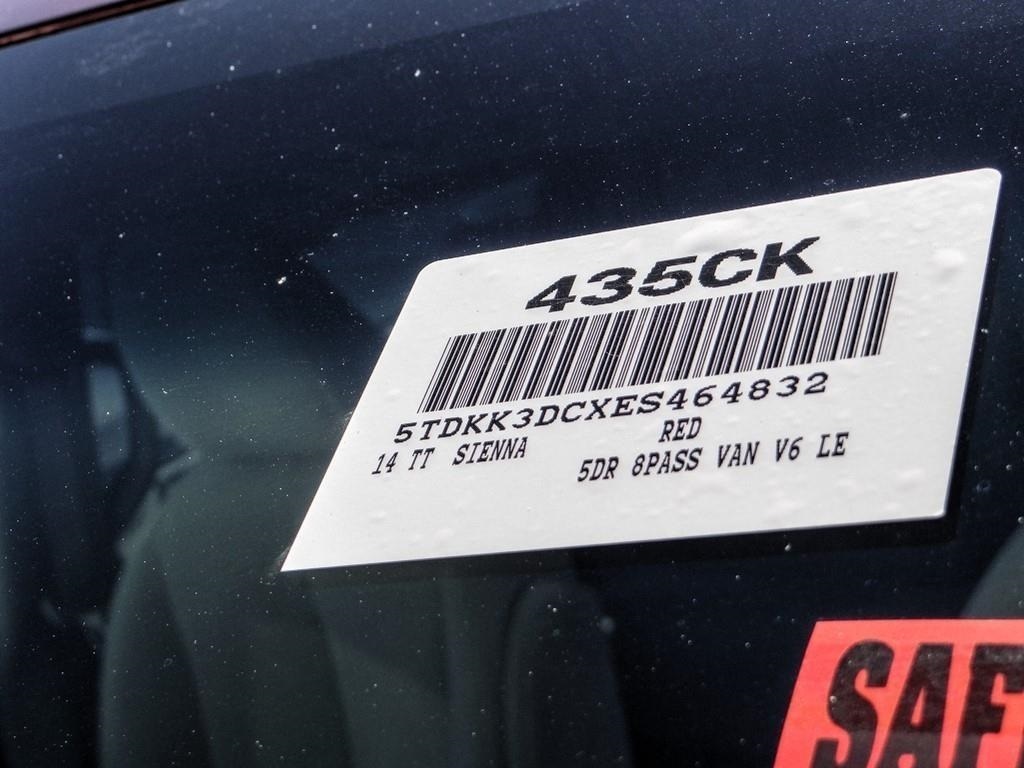 435CK
5TDKK3DCXES464832
14 TT SIENNA RED
5DR 8PASS VAN V6 LE
SAF